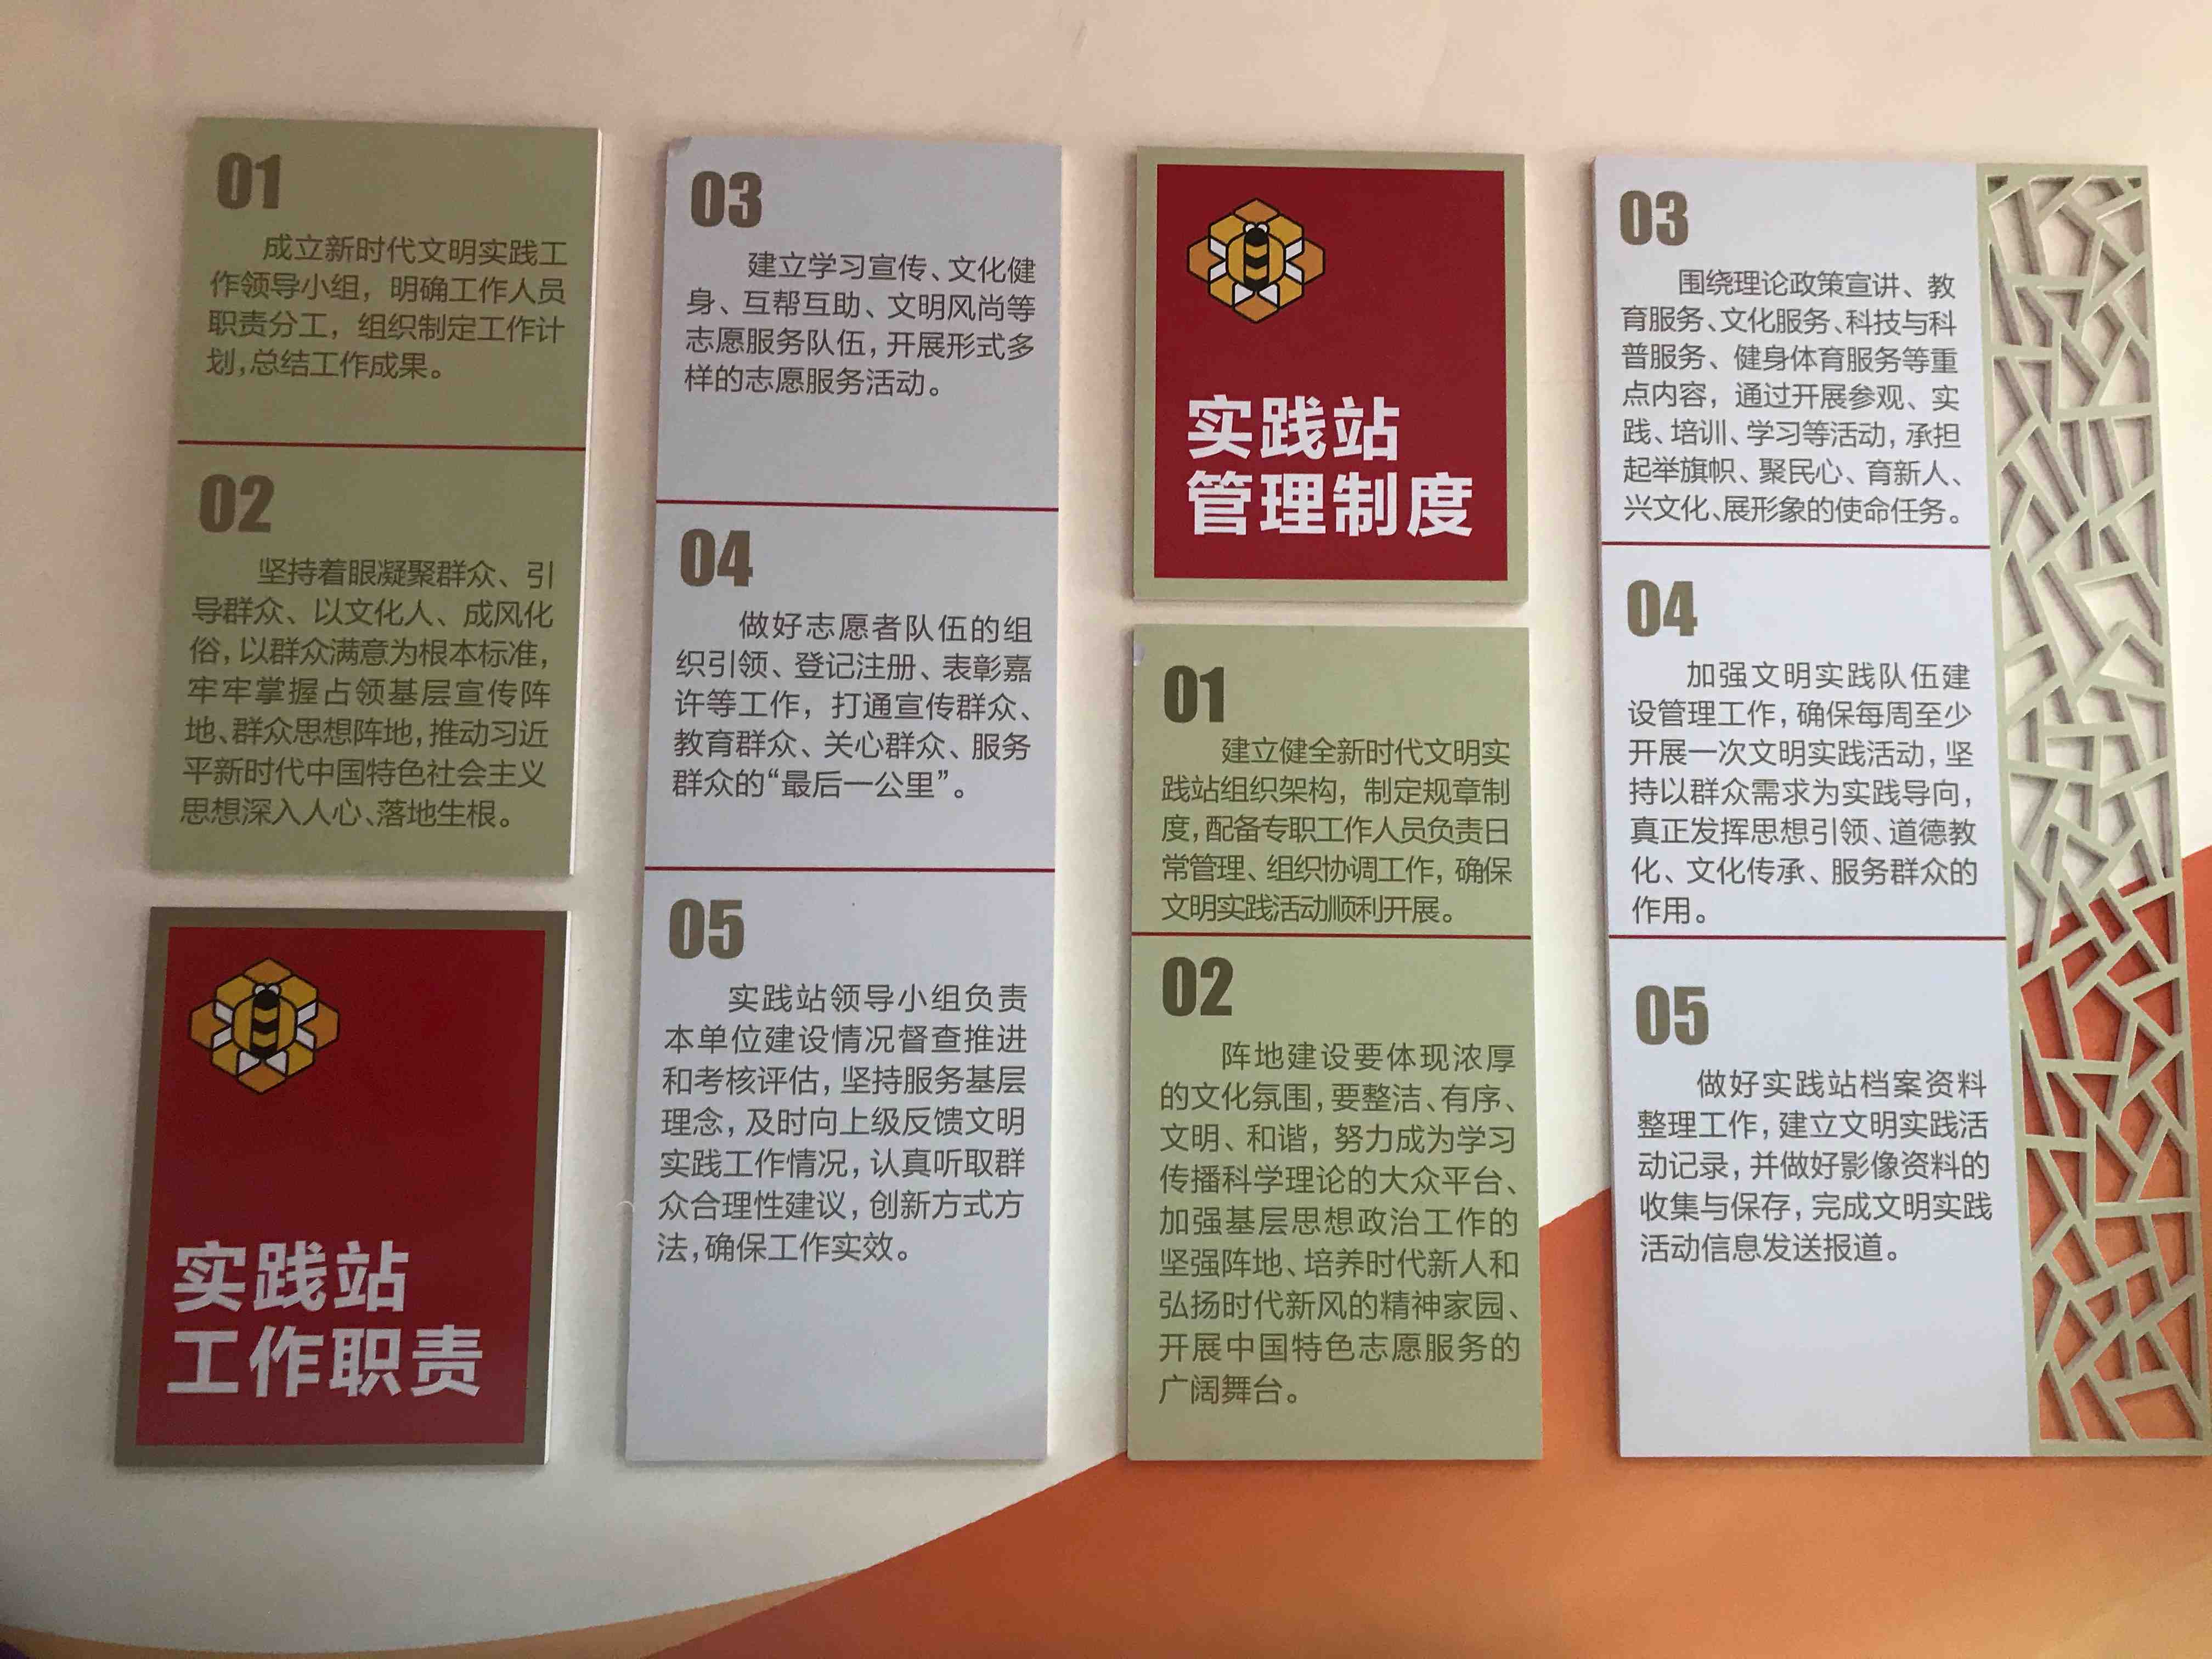 01
成立新时代文明实践工
作领导小组，明确工作人员
职责分工，组织制定工作计
划，总结工作成果。
02
坚持着眼凝聚群众、引
导群众、以文化人、成风化
俗，以群众满意为根本标准，
牢牢掌握占领基层宣传阵
地、群众思想阵地，推动习近
平新时代中国特色社会主义
思想深入人心、落地生根。
实践站
工作职责
03
建立学习宣传、文化健
身、互帮互助、文明风尚等
志愿服务队伍，开展形式多
样的志愿服务活动。
04
做好志愿者队伍的组
织引领、登记注册、表彰嘉
许等工作，打通宣传群众、
教育群众、关心群众、服务
群众的“最后一公里”。
05
实践站领导小组负责
本单位建设情况督查推进
和考核评估，坚持服务基层
理念，及时向上级反馈文明
实践工作情况，认真听取群
众合理性建议，创新方式方
法，确保工作实效。
实践站
管理制度
01
建立健全新时代文明实
践站组织架构，制定规章制
度，配备专职工作人员负责日
常管理、组织协调工作，确保
文明实践活动顺利开展。
02
阵地建设要体现浓厚
的文化氛围，要整洁、有序、
文明、和谐，努力成为学习
传播科学理论的大众平台、
加强基层思想政治工作的
坚强阵地、培养时代新人和
弘扬时代新风的精神家园、
开展中国特色志愿服务的
广阔舞台。
03
围绕理论政策宣讲、教
育服务、文化服务、科技与科
普服务、健身体育服务等重
点内容，通过开展参观、实
践、培训、学习等活动，承担
起举旗帜、聚民心、育新人、
兴文化、展形象的使命任务。
04
加强文明实践队伍建
设管理工作，确保每周至少
开展一次文明实践活动，坚
持以群众需求为实践导向，
真正发挥思想引领、道德教
化、文化传承、服务群众的
作用。
05
做好实践站档案资料
整理工作，建立文明实践活
动记录，并做好影像资料的
收集与保存，完成文明实践
活动信息发送报道。